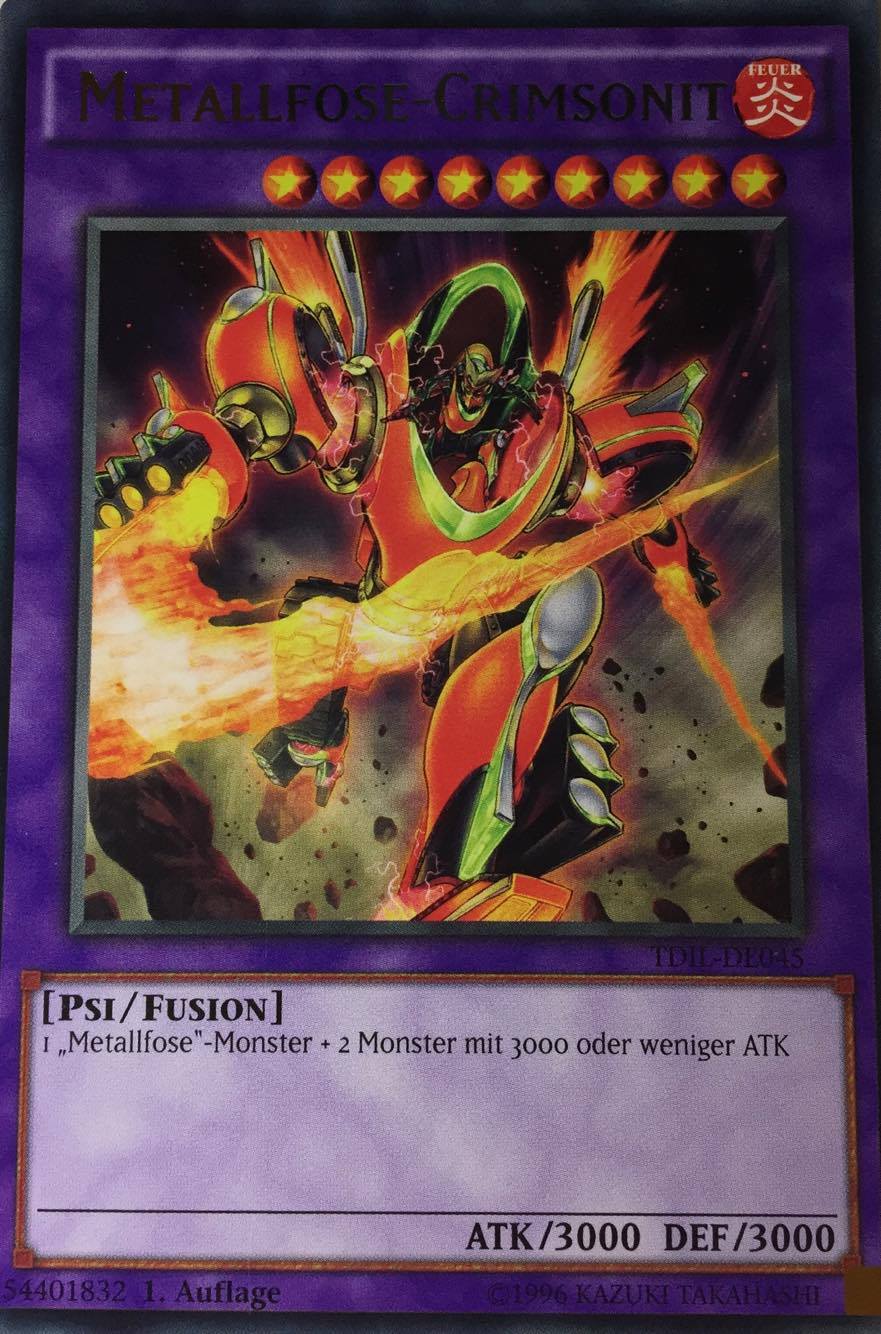 METALLFOSE-CRIMSONIT
FEUER
炎
TDIL-DE045
[PSI/FUSION]
1 „Metallfose"-Monster + 2 Monster mit 3000 oder weniger ATK
ATK/3000 DEF/3000
54401832 1. Auflage ©1996 KAZUKI TAKAHASHI